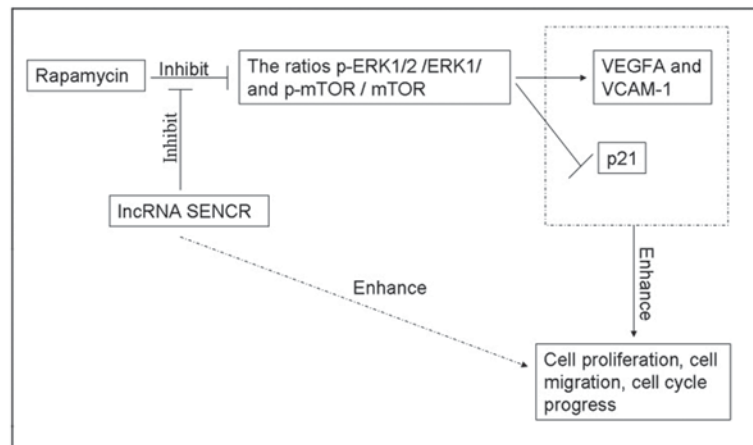 Rapamycin
Inhibit
The ratios p-ERK1/2 /ERK1/
and p-mTOR / mTOR
VEGFA and
VCAM-1
p21
Inhibit
lncRNA SENCR
Enhance
Enhance
Cell proliferation, cell
migration, cell cycle
progress